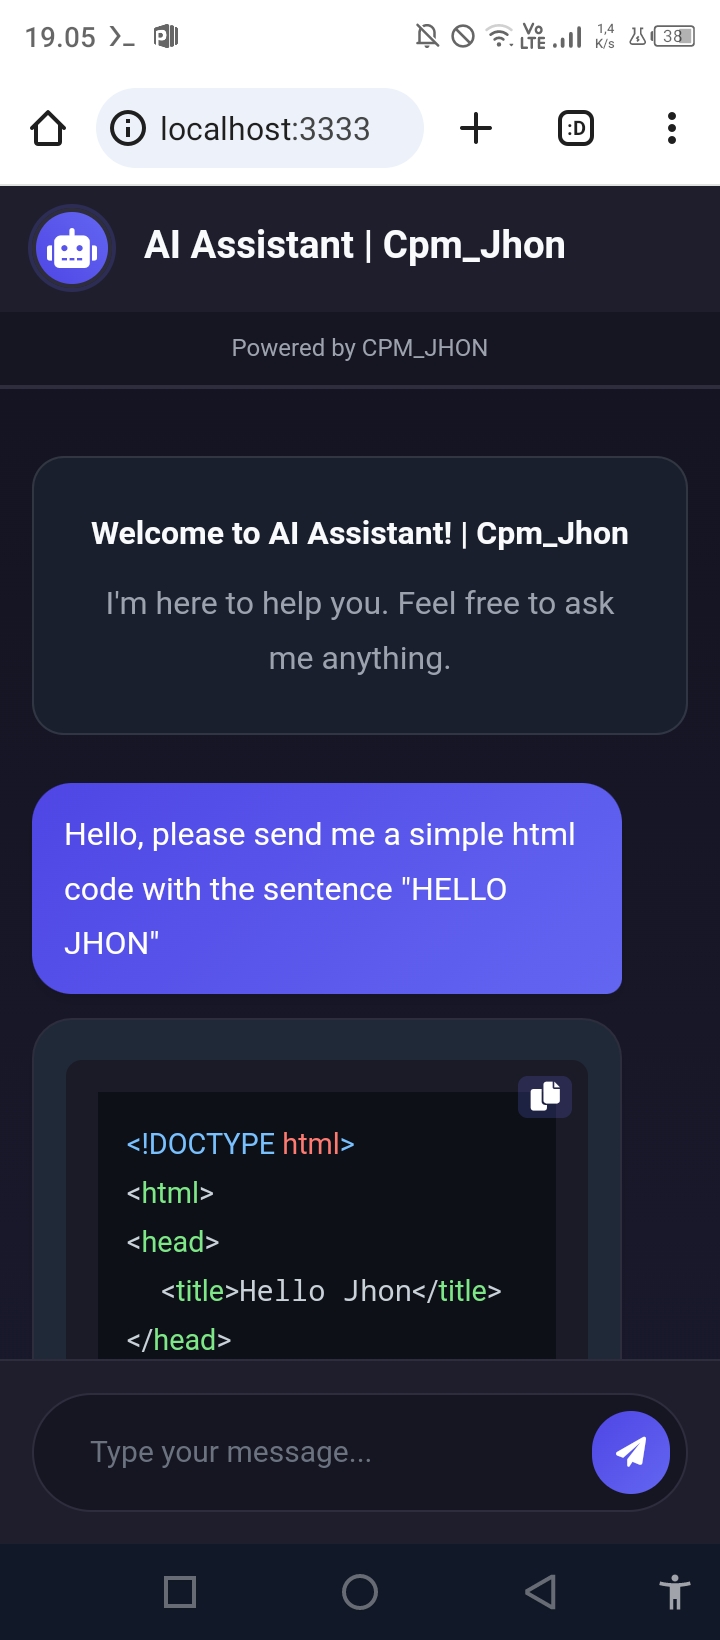 19.05
Vo
LTE
1,4
K/s
38
localhost:3333
:D
AI Assistant | Cpm_Jhon
Powered by CPM_JHON
Welcome to AI Assistant! | Cpm_Jhon
I'm here to help you. Feel free to ask
me anything.
Hello, please send me a simple html
code with the sentence "HELLO
JHON"
<!DOCTYPE html>
<html>
<head>
<title>Hello Jhon</title>
</head>
Type your message...